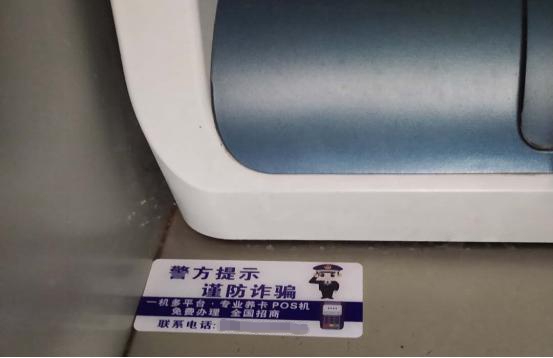 警方提示
谨防诈骗
一机多平台·专业养卡POS机
免费办理 全国招商
联系电话: